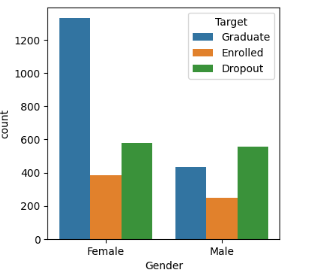 Target
Graduate
Enrolled
Dropout
1200
1000
800
600
400
200
0
count
Female
Male
Gender